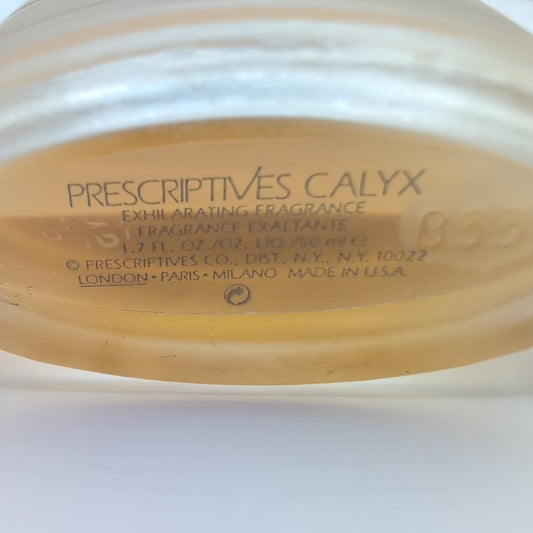 PRESCRIPTIVES CALYX
EXHILARATING FRAGRANCE
FRAGRANCE EXALTANTE
1.7 FL. OZ./OZ. LIQ./50 ml e
© PRESCRIPTIVES CO., DIST., N.Y., N.Y. 10022
LONDON • PARIS • MILANO MADE IN U.S.A.